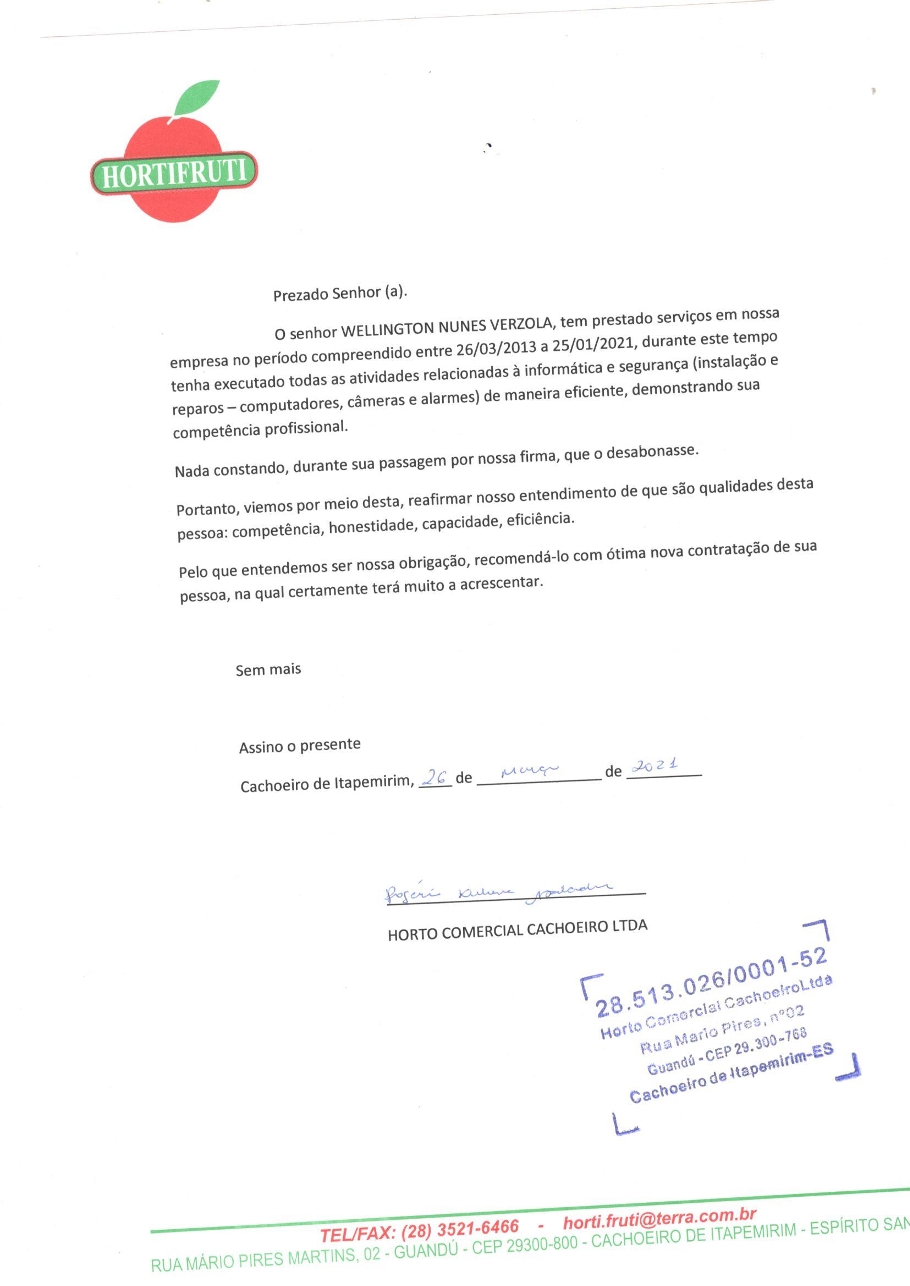 HORTIFRUTI
Prezado Senhor (a).
O senhor WELLINGTON NUNES VERZOLA, tem prestado serviços em nossa
empresa no período compreendido entre 26/03/2013 a 25/01/2021, durante este tempo
tenha executado todas as atividades relacionadas à informática e segurança (instalação e
reparos – computadores, câmeras e alarmes) de maneira eficiente, demonstrando sua
competência profissional.
Nada constando, durante sua passagem por nossa firma, que o desabonasse.
Portanto, viemos por meio desta, reafirmar nosso entendimento de que são qualidades desta
pessoa: competência, honestidade, capacidade, eficiência.
Pelo que entendemos ser nossa obrigação, recomendá-lo com ótima nova contratação de sua
pessoa, na qual certamente terá muito a acrescentar.
Sem mais
Assino o presente
Cachoeiro de Itapemirim, 26 de março de 2021
HORTO COMERCIAL CACHOEIRO LTDA
28.513.026/0001-52
Horto Comercial Cachoeiro Ltda
Rua Mario Pires, nº02
Guandú - CEP 29.300-768
Cachoeiro de Itapemirim-ES
TEL/FAX: (28) 3521-6466 - horti.fruti@terra.com.br
RUA MÁRIO PIRES MARTINS, 02 - GUANDÚ - CEP 29300-800 - CACHOEIRO DE ITAPEMIRIM - ESPÍRITO SAN